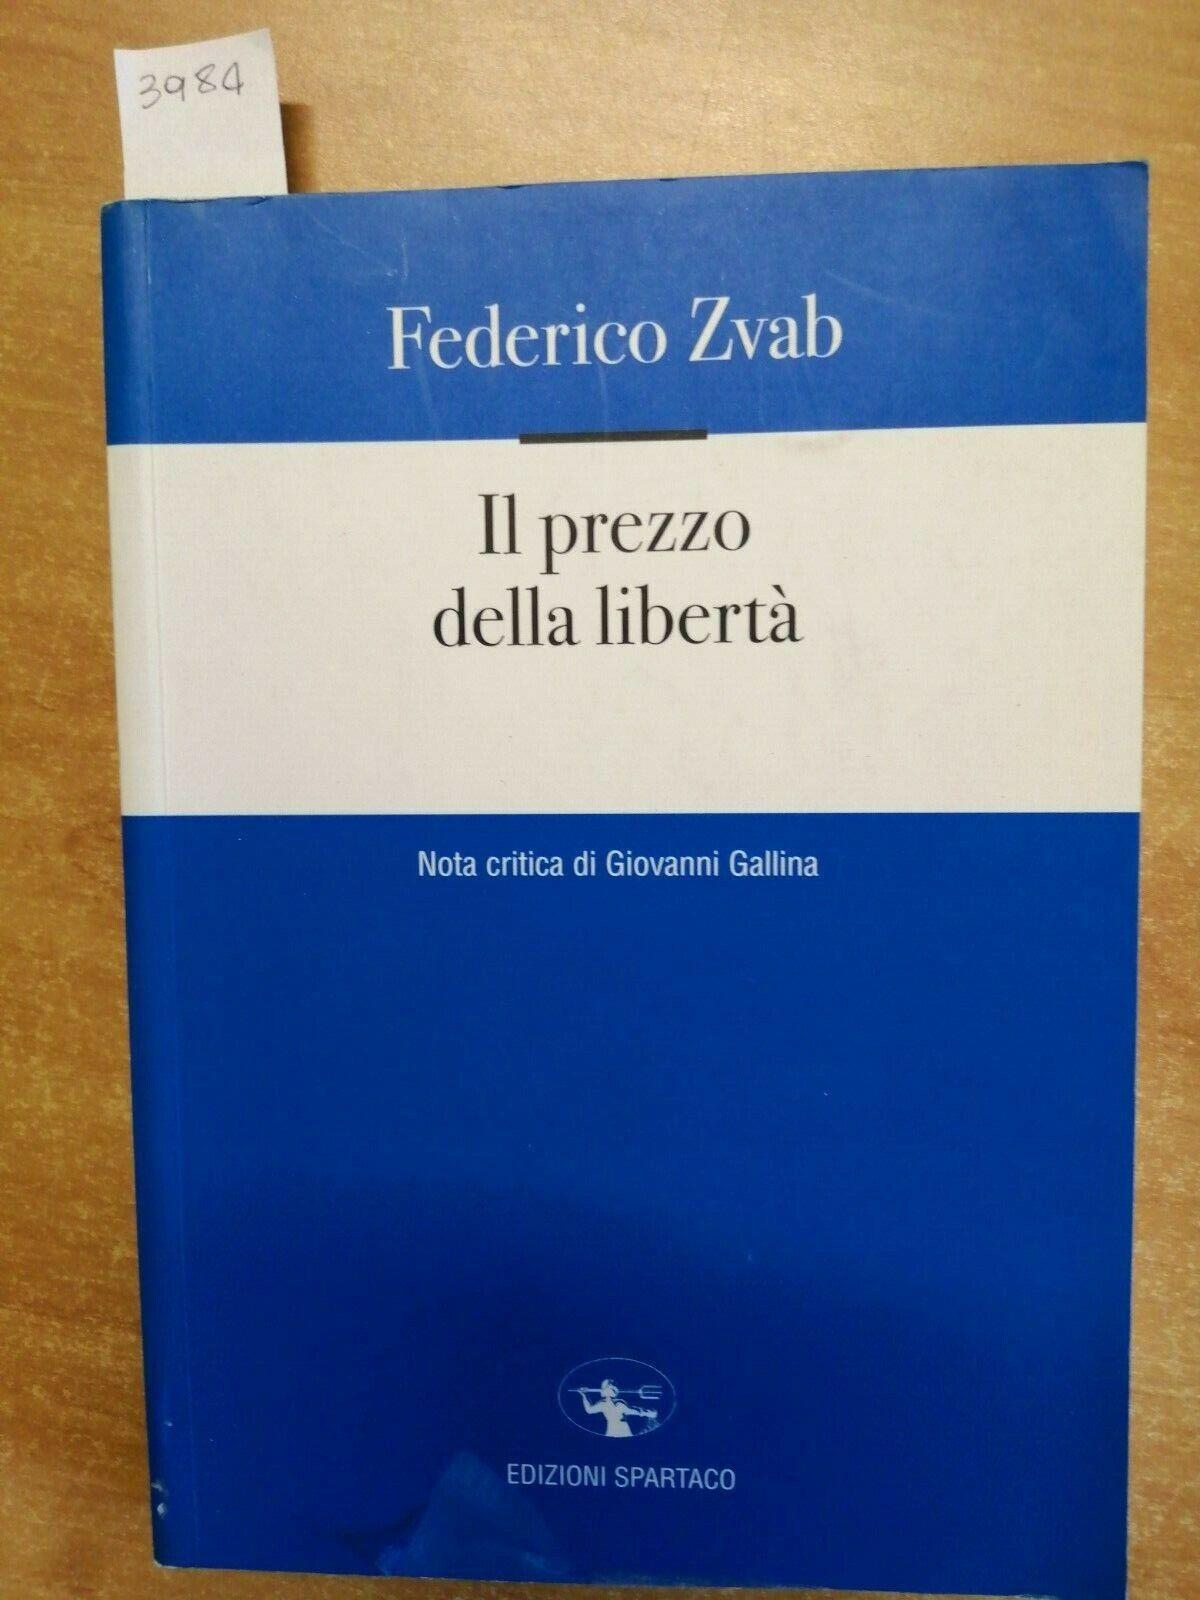 3984
Federico Zvab
Il prezzo
della libertà
Nota critica di Giovanni Gallina
EDIZIONI SPARTACO